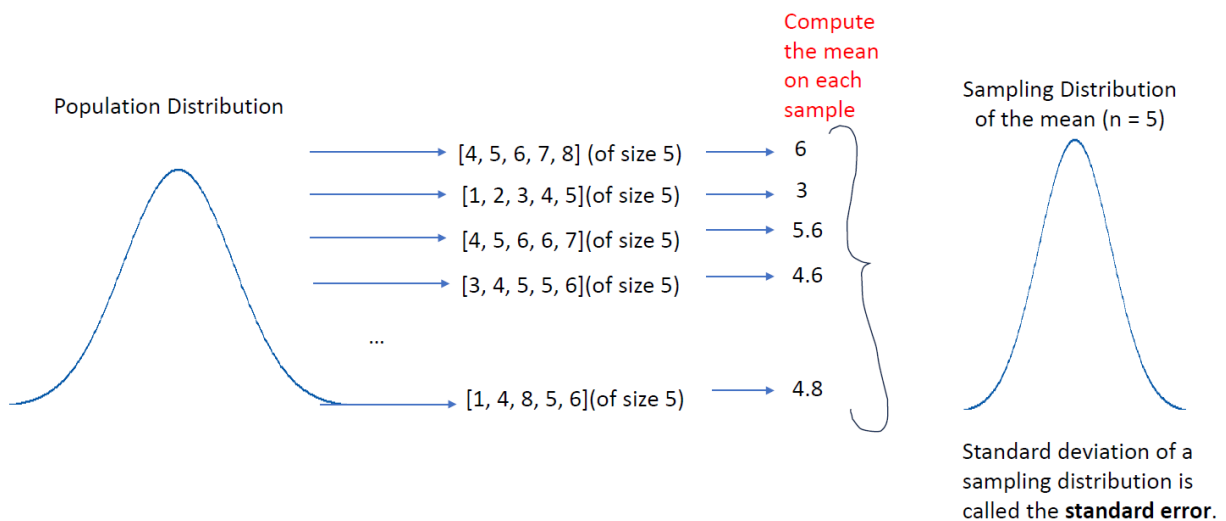 Population Distribution
Compute
the mean
on each
sample
Sampling Distribution
of the mean (n = 5)
[4, 5, 6, 7, 8] (of size 5)
6
[1, 2, 3, 4, 5](of size 5)
3
[4, 5, 6, 6, 7](of size 5)
5.6
[3, 4, 5, 5, 6](of size 5)
4.6
...
[1, 4, 8, 5, 6](of size 5)
4.8
Standard deviation of a
sampling distribution is
called the standard error.